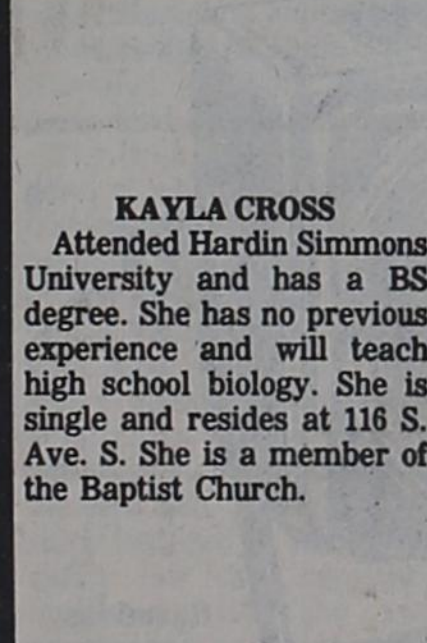 KAYLA CROSS
Attended Hardin Simmons
University and has a BS
degree. She has no previous
experience and will teach
high school biology. She is
single and resides at 116 S.
Ave. S. She is a member of
the Baptist Church.